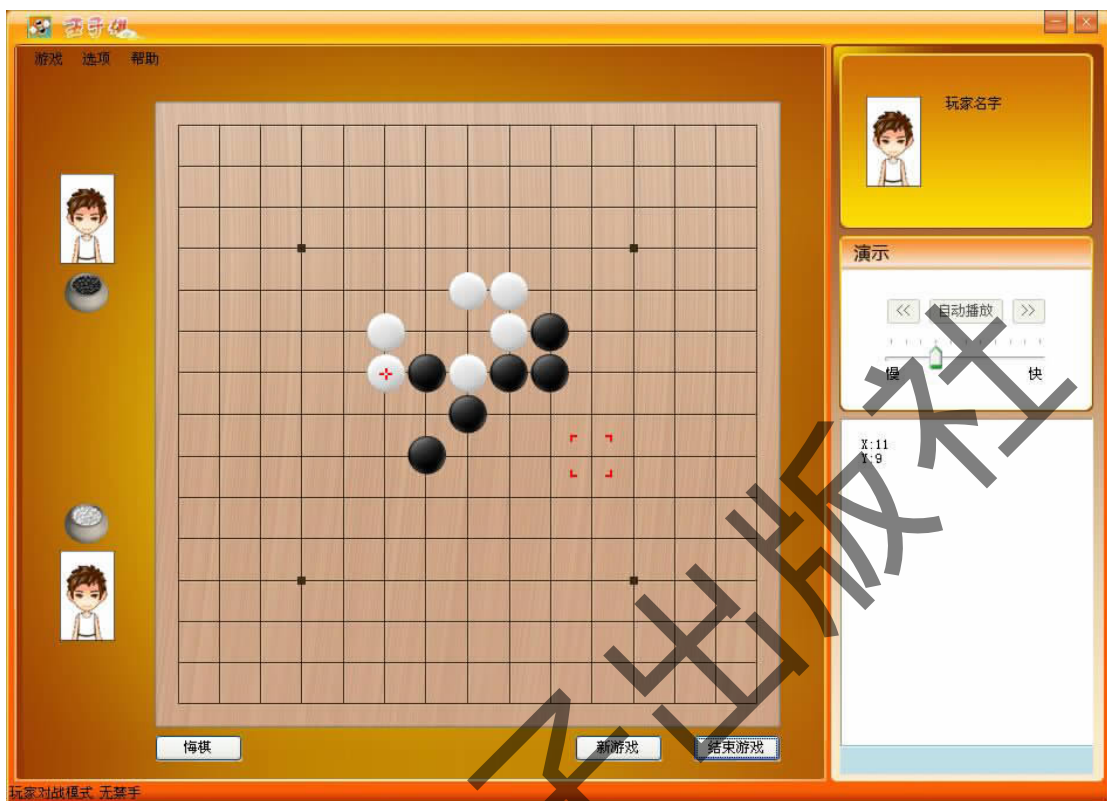 五子棋
游戏 选项 帮助
玩家名字
演示
<< 自动播放 >>
慢 快
X:11
Y:9
悔棋 新游戏 结束游戏
玩家对战模式 无禁手
子出版社